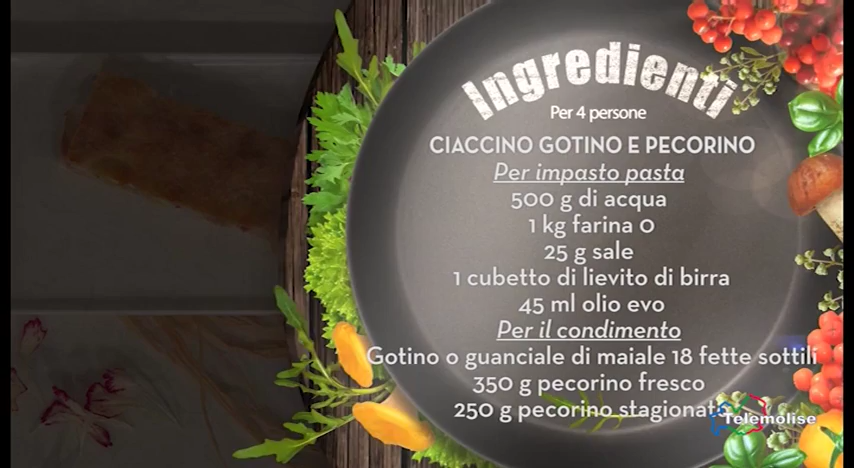 Ingredienti
Per 4 persone
CIACCINO GOTINO E PECORINO
Per impasto pasta
500 g di acqua
1 kg farina 0
25 g sale
1 cubetto di lievito di birra
45 ml olio evo
Per il condimento
Gotino o guanciale di maiale 18 fette sottili
350 g pecorino fresco
250 g pecorino stagionato
Telemolise